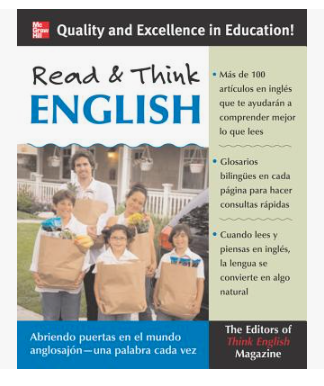 Mc
Graw
Hill
Quality and Excellence in Education!
Read & Think
ENGLISH
• Más de 100
artículos en inglés
que te ayudarán a
comprender mejor
lo que lees
• Glosarios
bilingües en cada
página para hacer
consultas rápidas
• Cuando lees y
piensas en inglés,
la lengua se
convierte en algo
natural
Abriendo puertas en el mundo
anglosajón—una palabra cada vez
The Editors of
Think English
Magazine